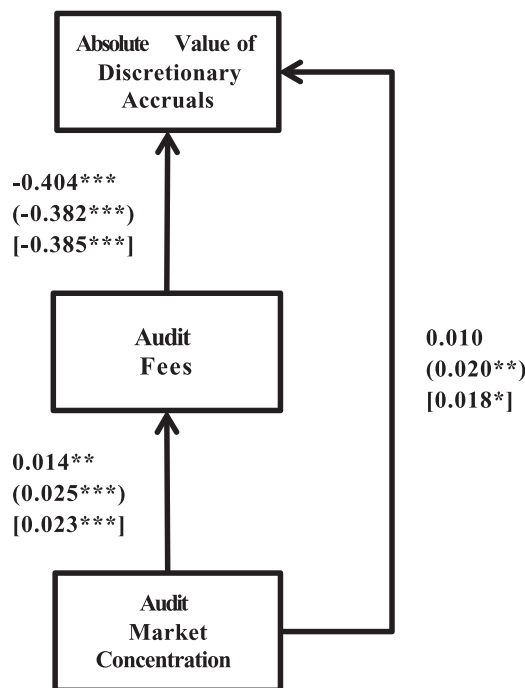 Absolute Value of
Discretionary
Accruals
-0.404***
(-0.382***)
[-0.385***]
Audit
Fees
0.010
(0.020**)
[0.018*]
0.014**
(0.025***)
[0.023***]
Audit
Market
Concentration